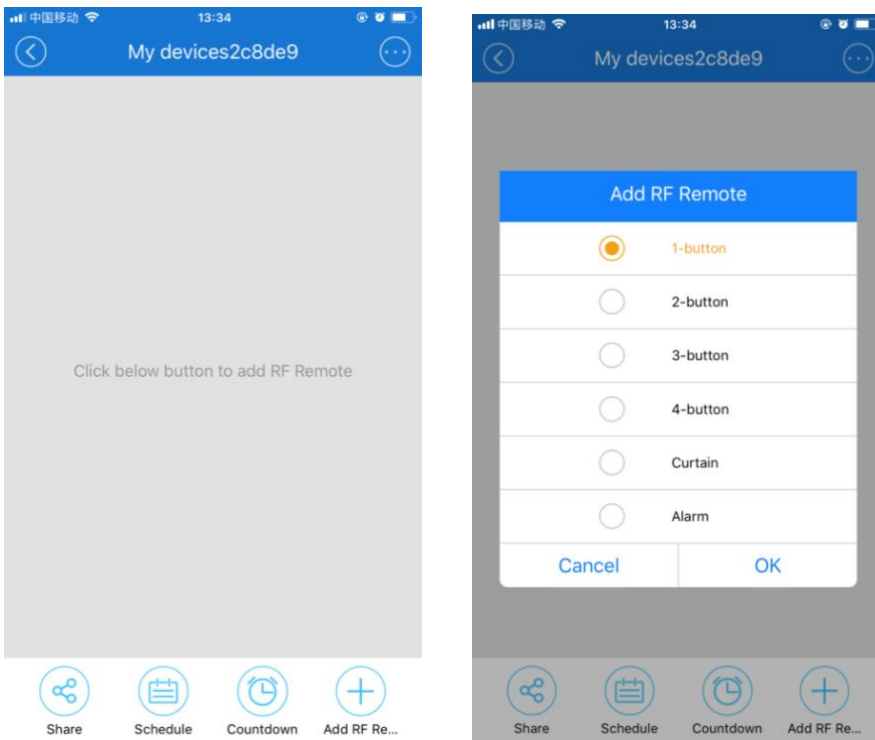 中国移动 13:34
My devices2c8de9
Click below button to add RF Remote
Share Schedule Countdown Add RF Re...
中国移动 13:34
My devices2c8de9
Add RF Remote
1-button
2-button
3-button
4-button
Curtain
Alarm
Cancel OK
Share Schedule Countdown Add RF Re...